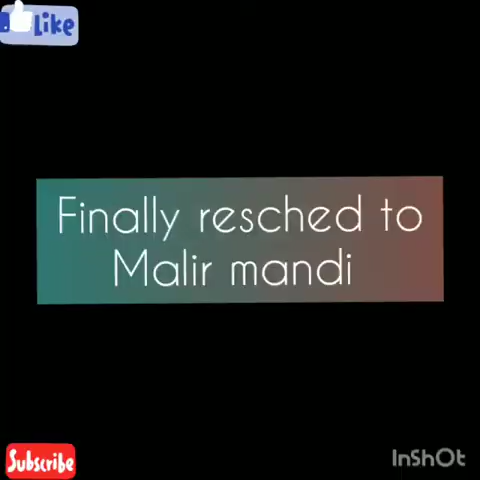 Like
Finally resched to
Malir mandi
Subscribe
InShOt